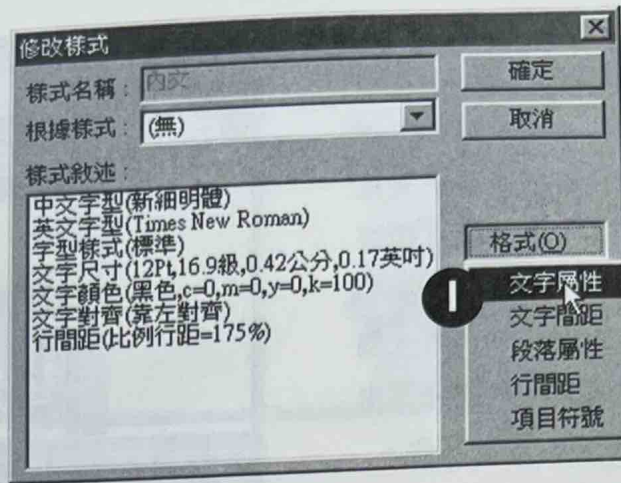 修改樣式
樣式名稱：內文
確定
根據樣式：(無)
取消
樣式敘述：
中文字型(新細明體)
英文字型(Times New Roman)
字型樣式(標準)
文字尺寸(12Pt,16.9級,0.42公分,0.17英吋)
文字顏色(黑色,c=0,m=0,y=0,k=100)
文字對齊(靠左對齊)
行間距(比例行距=175%)
格式(O)
1
文字屬性
文字間距
段落屬性
行間距
項目符號